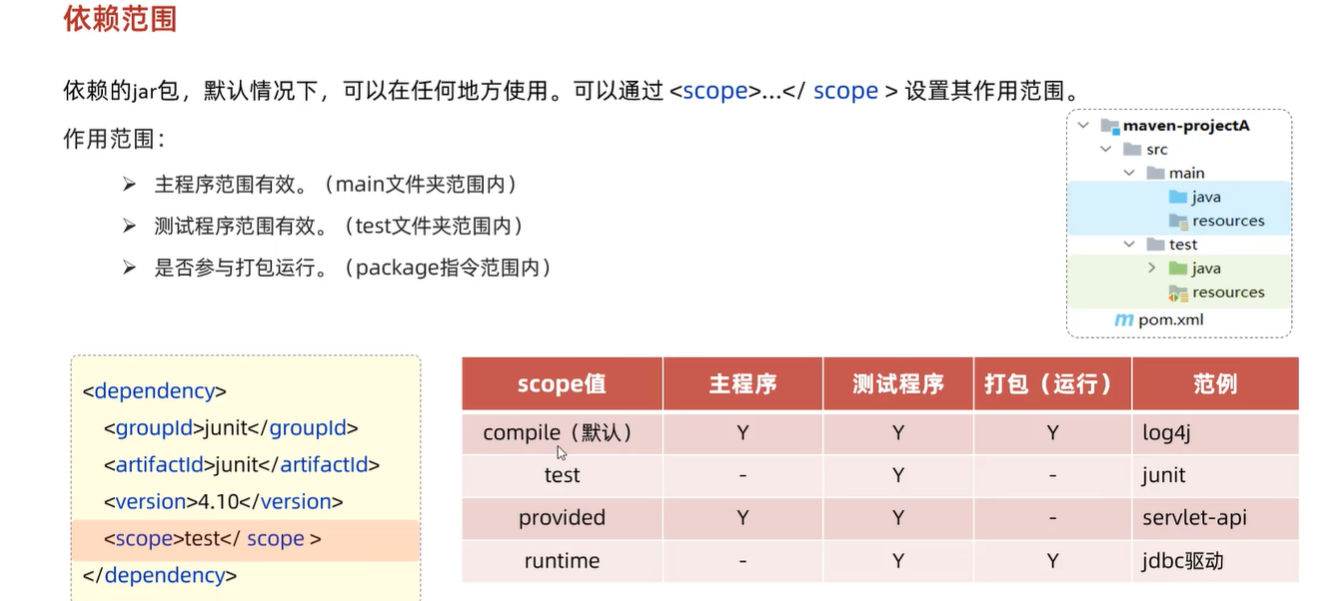 依赖范围
依赖的jar包，默认情况下，可以在任何地方使用。可以通过 <scope>...</ scope > 设置其作用范围。
作用范围：
主程序范围有效。（main文件夹范围内）
测试程序范围有效。（test文件夹范围内）
是否参与打包运行。（package指令范围内）
maven-projectA
src
main
java
resources
test
java
resources
pom.xml
<dependency>
<groupId>junit</groupId>
<artifactId>junit</artifactId>
<version>4.10</version>
<scope>test</ scope >
</dependency>
scope值 主程序 测试程序 打包（运行） 范例
compile（默认） Y Y Y log4j
test - Y - junit
provided Y Y - servlet-api
runtime - Y Y jdbc驱动